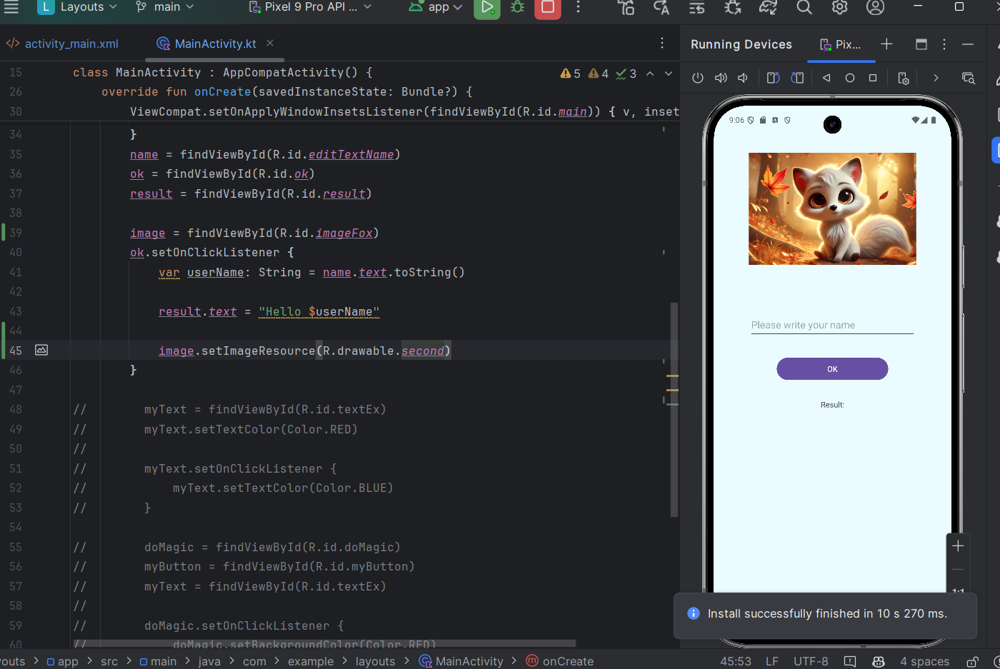 L Layouts main Pixel 9 Pro API ... app
activity_main.xml MainActivity.kt
Running Devices Pix...
15 class MainActivity : AppCompatActivity() {
5 4 3
26 override fun onCreate(savedInstanceState: Bundle?) {
30 ViewCompat.setOnApplyWindowInsetsListener(findViewById(R.id.main)) { v, inset
34 }
35 name = findViewById(R.id.editTextName)
36 ok = findViewById(R.id.ok)
37 result = findViewById(R.id.result)
38
39 image = findViewById(R.id.imageFox)
40 ok.setOnClickListener {
41 var userName: String = name.text.toString()
42
43 result.text = "Hello $userName"
44
45 image.setImageResource(R.drawable.second)
46 }
47
48 // myText = findViewById(R.id.textEx)
49 // myText.setTextColor(Color.RED)
50 //
51 // myText.setOnClickListener {
52 // myText.setTextColor(Color.BLUE)
53 // }
54
55 // doMagic = findViewById(R.id.doMagic)
56 // myButton = findViewById(R.id.myButton)
57 // myText = findViewById(R.id.textEx)
58 //
59 // doMagic.setOnClickListener {
60 // doMagic.setBackgroundColor(Color.RED)
9:06
Please write your name
OK
Result:
1:1
Install successfully finished in 10 s 270 ms.
youts > app > src > main > java > com > example > layouts > MainActivity > onCreate
45:53 LF UTF-8 4 spaces